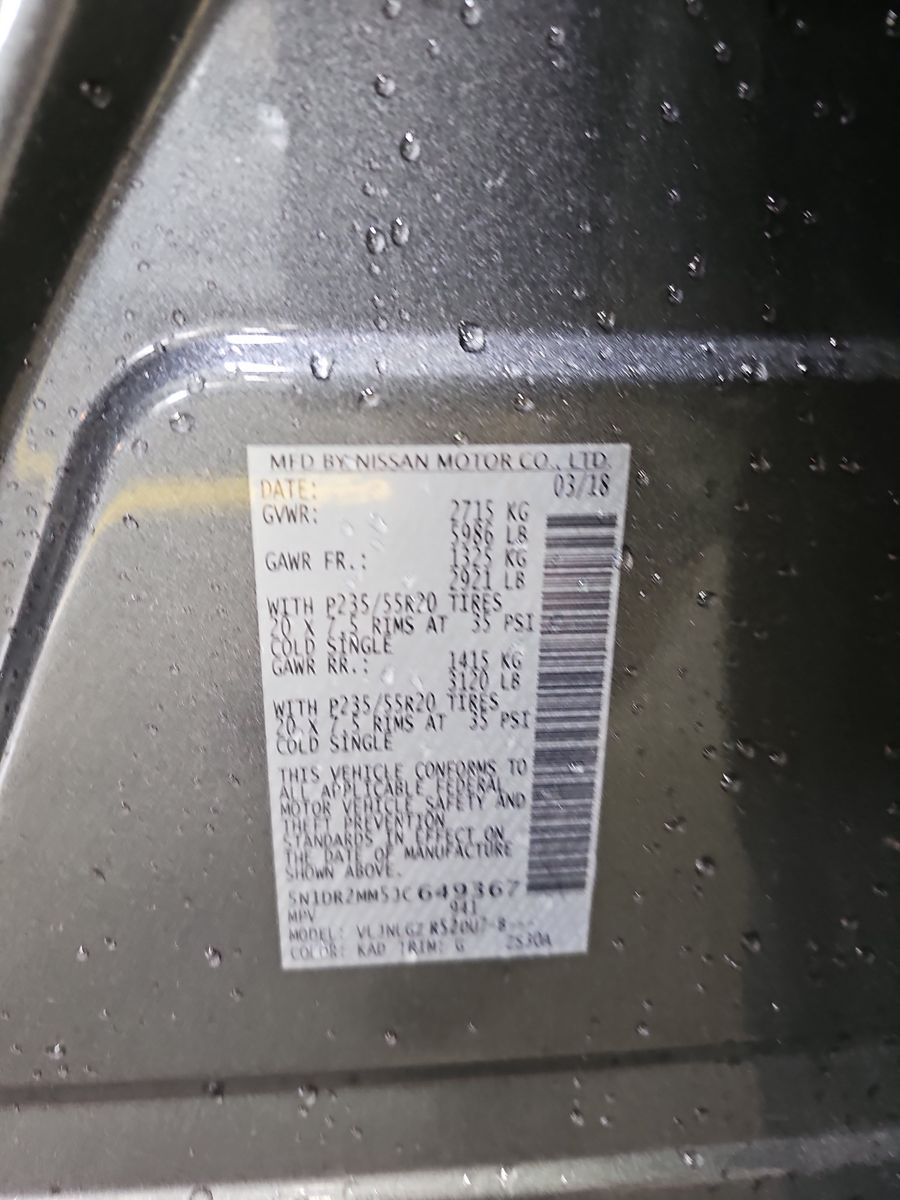 MFD BY NISSAN MOTOR CO., LTD.
DATE: 03/18
GVWR: 2715 KG
5986 LB
GAWR FR.: 1325 KG
2921 LB
WITH P235/55R20 TIRES
20 X 7.5 RIMS AT 35 PSI
COLD SINGLE
GAWR RR.: 1415 KG
3120 LB
WITH P235/55R20 TIRES
20 X 7.5 RIMS AT 35 PSI
COLD SINGLE
THIS VEHICLE CONFORMS TO
ALL APPLICABLE FEDERAL
MOTOR VEHICLE SAFETY AND
THEFT PREVENTION
STANDARDS IN EFFECT ON
THE DATE OF MANUFACTURE
SHOWN ABOVE.
5N1DR2MM5JC649367
MPV 941
MODEL:
COLOR: KAD TRIM: G 2S30A